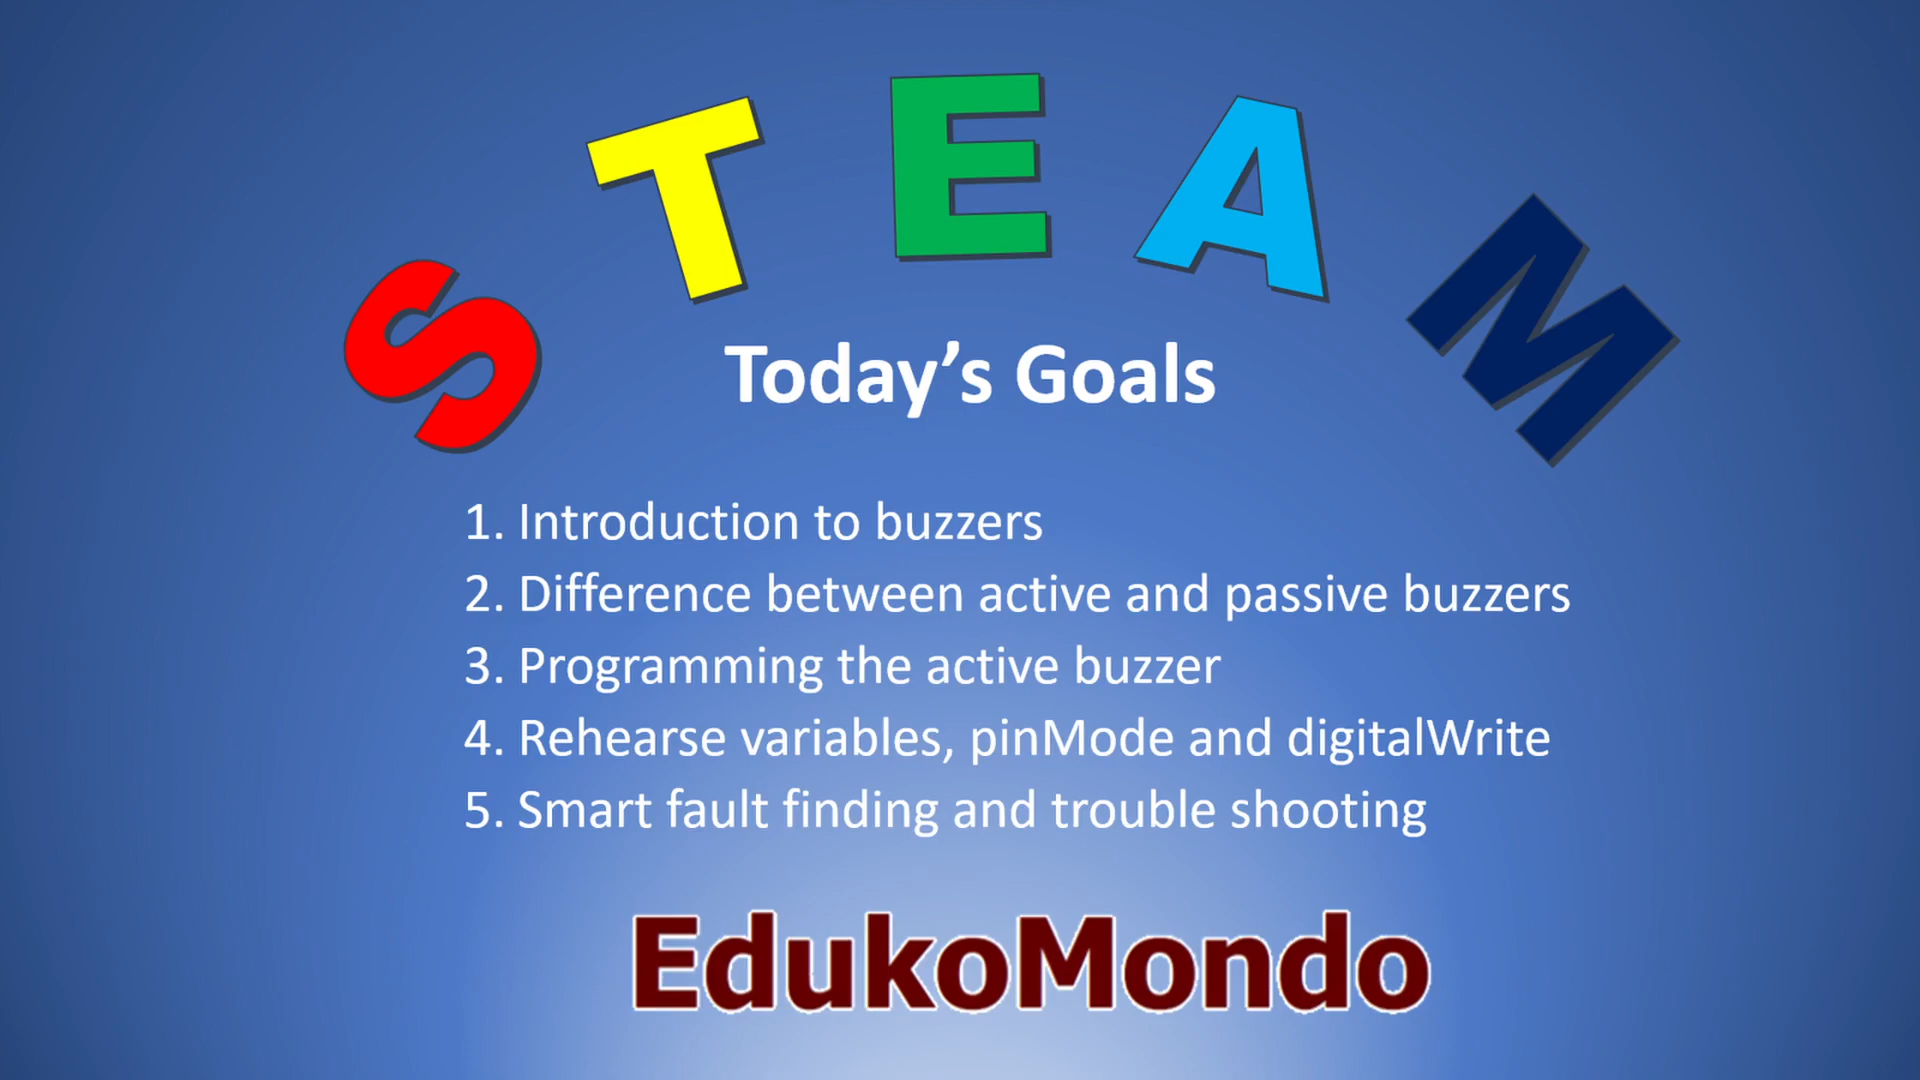 STEAM
Today’s Goals
1. Introduction to buzzers
2. Difference between active and passive buzzers
3. Programming the active buzzer
4. Rehearse variables, pinMode and digitalWrite
5. Smart fault finding and trouble shooting
EdukoMondo